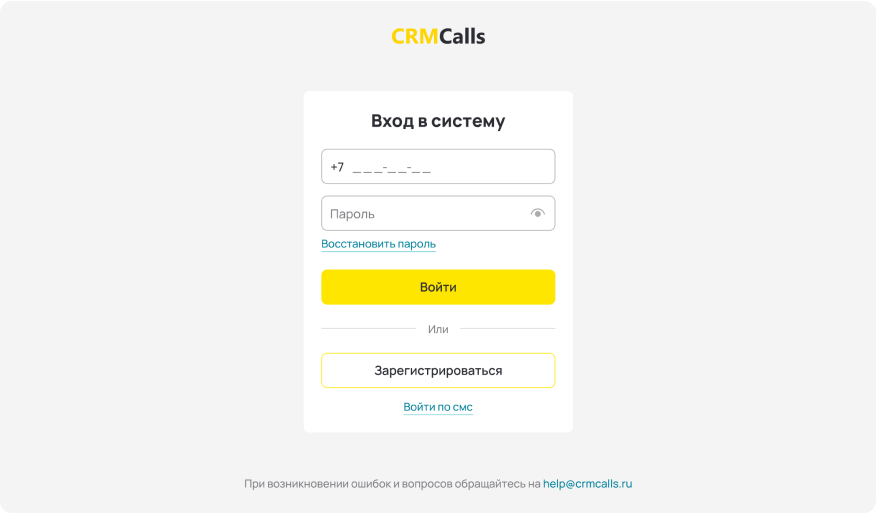 CRMCalls
Вход в систему
+7 _ _ _-_ _-_ _
Пароль
Восстановить пароль
Войти
Или
Зарегистрироваться
Войти по смс
При возникновении ошибок и вопросов обращайтесь на help@crmcalls.ru